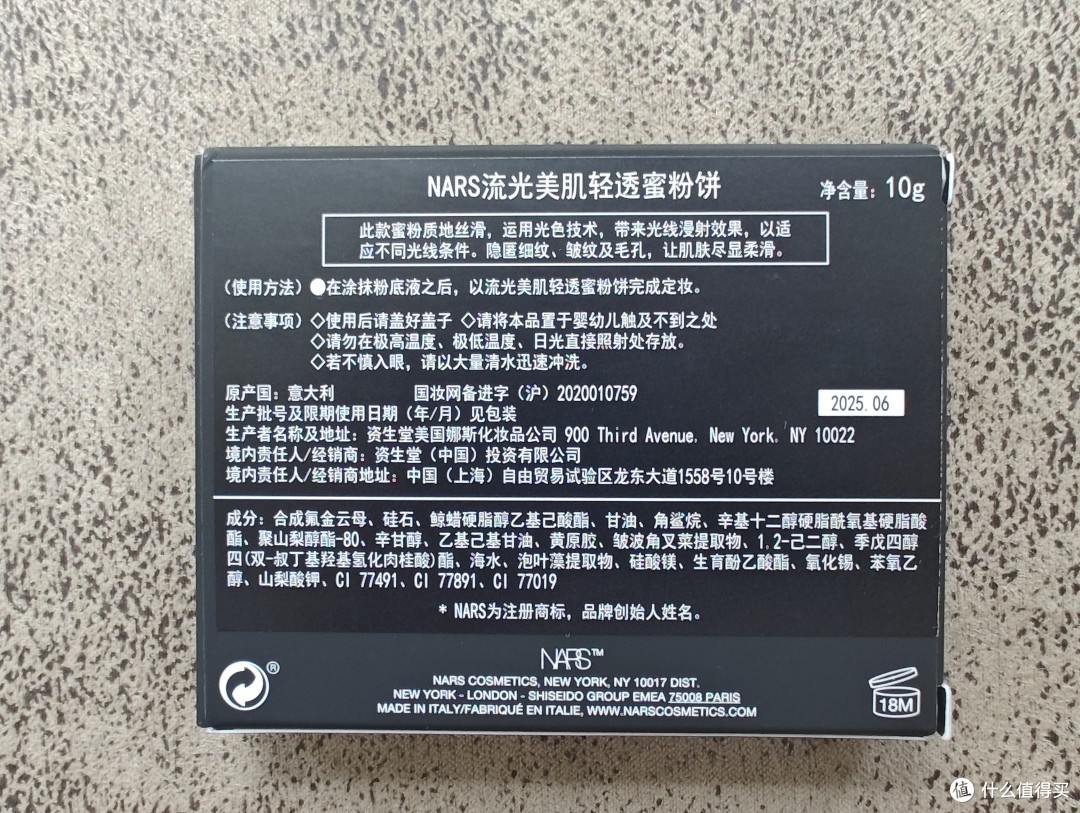 NARS流光美肌轻透蜜粉饼 净含量：10g
此款蜜粉质地丝滑，运用光色技术，带来光线漫射效果，以适
应不同光线条件。隐匿细纹、皱纹及毛孔，让肌肤尽显柔滑。
（使用方法）●在涂抹粉底液之后，以流光美肌轻透蜜粉饼完成定妆。
（注意事项）◇使用后请盖好盖子 ◇请将本品置于婴幼儿触及不到之处
◇请勿在极高温度、极低温度、日光直接照射处存放。
◇若不慎入眼，请以大量清水迅速冲洗。
原产国：意大利 国妆网备进字（沪）2020010759
生产批号及限期使用日期（年/月）见包装
2025.06
生产者名称及地址：资生堂美国娜斯化妆品公司 900 Third Avenue, New York, NY 10022
境内责任人/经销商：资生堂（中国）投资有限公司
境内责任人/经销商地址：中国（上海）自由贸易试验区龙东大道1558号10号楼
成分：合成氟金云母、硅石、鲸蜡硬脂醇乙基己酸酯、甘油、角鲨烷、辛基十二醇硬脂酰氧基硬脂酸
酯、聚山梨醇酯-80、辛甘醇、乙基己基甘油、黄原胶、皱波角叉菜提取物、1,2-己二醇、季戊四醇
四(双-叔丁基羟基氢化肉桂酸)酯、海水、泡叶藻提取物、硅酸镁、生育酚乙酸酯、氧化锡、苯氧乙
醇、山梨酸钾、CI 77491、CI 77891、CI 77019
* NARS为注册商标，品牌创始人姓名。
NARS™
NARS COSMETICS, NEW YORK, NY 10017 DIST.
NEW YORK - LONDON - SHISEIDO GROUP EMEA 75008 PARIS
MADE IN ITALY/FABRIQUÉ EN ITALIE, WWW.NARSCOSMETICS.COM
®
18M
值 什么值得买